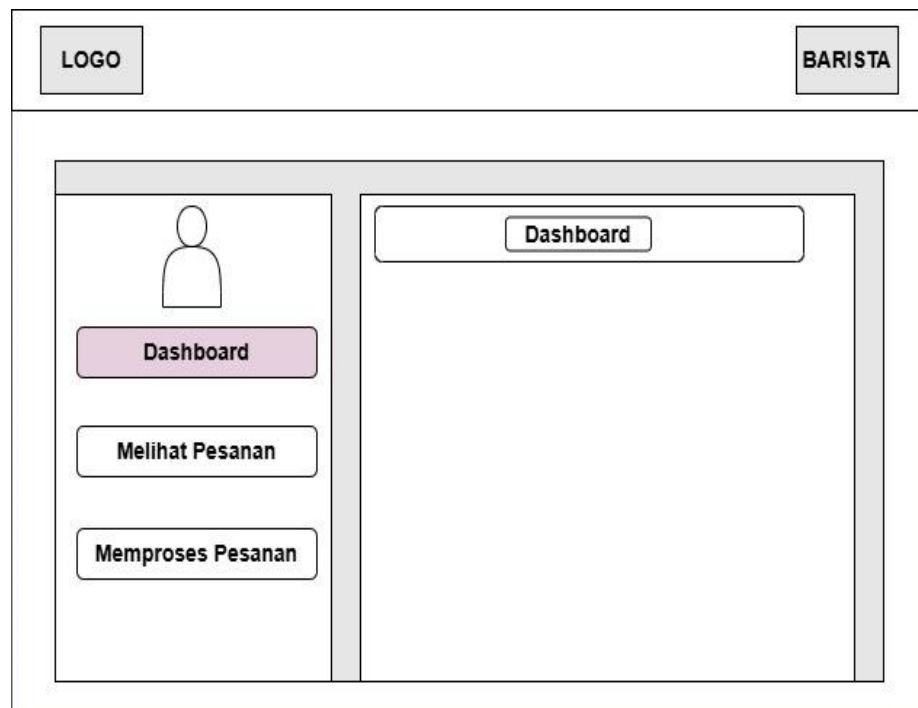 LOGO
BARISTA
Dashboard
Melihat Pesanan
Memproses Pesanan
Dashboard